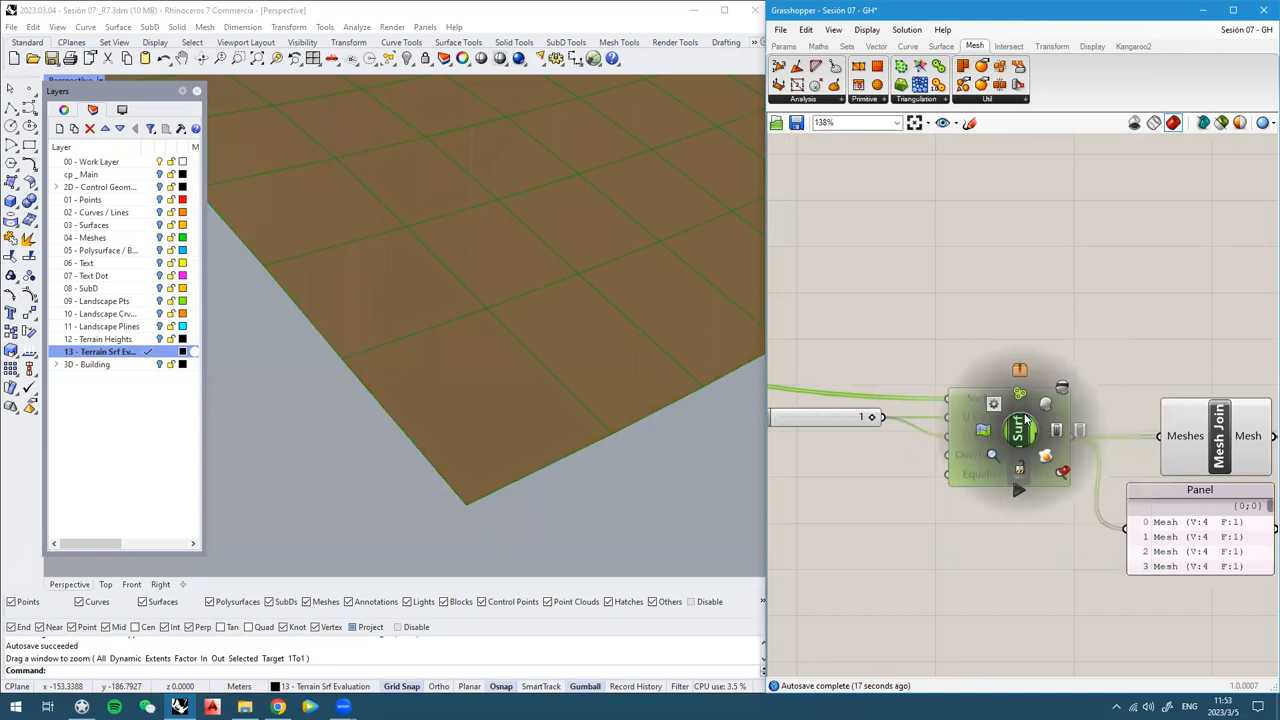 2023.03.04 - Sesión 07_R7.3dm (10 MB) - Rhinoceros 7 Commercial - [Perspective]
File Edit View Curve Surface SubD Solid Mesh Dimension Transform Tools Analyze Render Panels Help
Standard CPlanes Set View Display Select Viewport Layout Visibility Transform Curve Tools Surface Tools Solid Tools SubD Tools Mesh Tools Render Tools Drafting
Perspective
Layers
Layer M
00 - Work Layer
cp _ Main
2D - Control Geom...
01 - Points
02 - Curves / Lines
03 - Surfaces
04 - Meshes
05 - Polysurface / B...
06 - Text
07 - Text Dot
08 - SubD
09 - Landscape Pts
10 - Landscape Crv...
11 - Landscape Plines
12 - Terrain Heights
13 - Terrain Srf Ev...
3D - Building
Perspective Top Front Right
Points Curves Surfaces Polysurfaces SubDs Meshes Annotations Lights Blocks Control Points Point Clouds Hatches Others Disable
End Near Point Mid Cen Int Perp Tan Quad Knot Vertex Project Disable
Autosave succeeded
Drag a window to zoom ( All Dynamic Extents Factor In Out Selected Target 1To1 )
Command:
CPlane x -153.3388 y -186.7927 z 0.0000 Meters 13 - Terrain Srf Evaluation Grid Snap Ortho Planar Osnap SmartTrack Gumball Record History Filter CPU use: 3.5 %
Grasshopper - Sesión 07 - GH*
File Edit View Display Solution Help Sesión 07 - GH
Params Maths Sets Vector Curve Surface Mesh Intersect Transform Display Kangaroo2
Analysis Primitive Triangulation Util
138%
1
Surf
Meshes Mesh Join Mesh
Panel
{0;0}
0 Mesh (V:4 F:1)
1 Mesh (V:4 F:1)
2 Mesh (V:4 F:1)
3 Mesh (V:4 F:1)
Autosave complete (17 seconds ago) 1.0.0007
ENG 11:53
2023/3/5